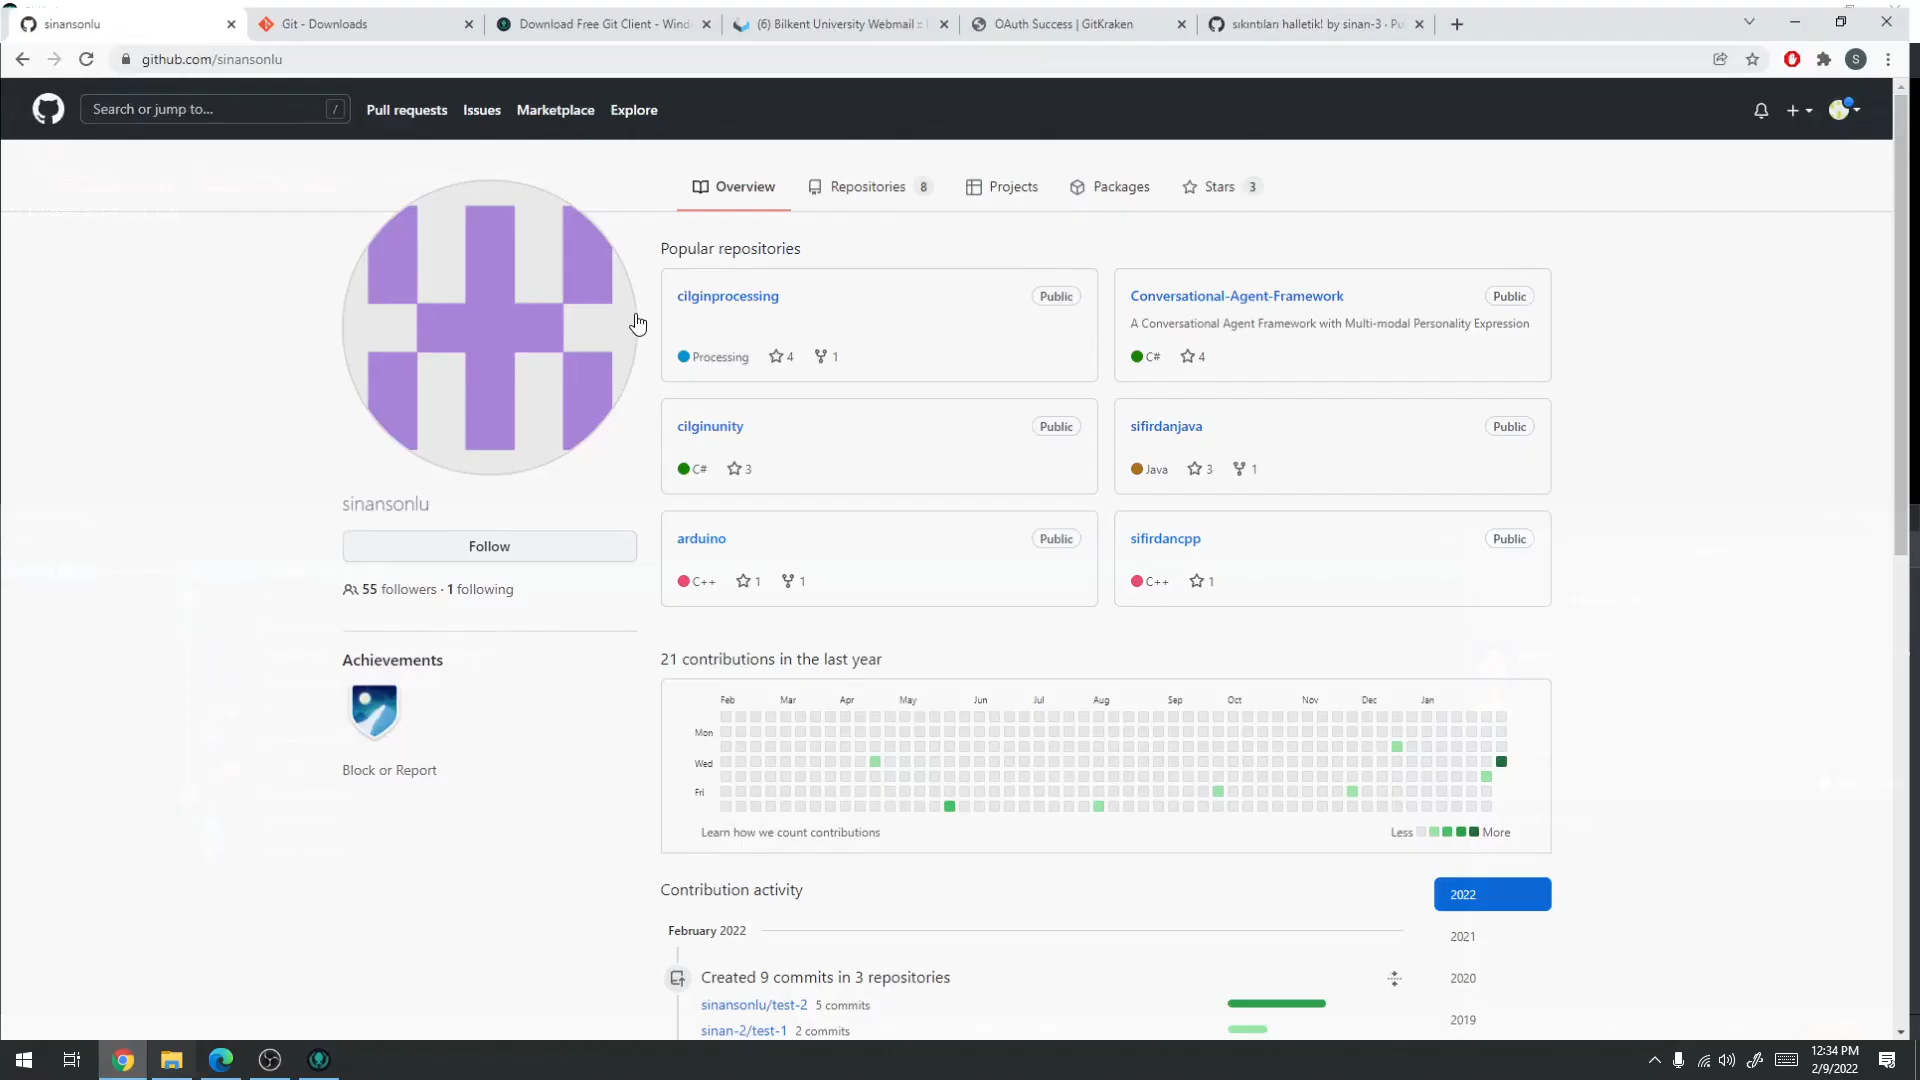 sinansonlu
Git - Downloads
Download Free Git Client - Wind
(6) Bilkent University Webmail ::
OAuth Success | GitKraken
sıkıntıları halletik! by sinan-3 · Pu
github.com/sinansonlu
S
Search or jump to...
/
Pull requests
Issues
Marketplace
Explore
Overview
Repositories 8
Projects
Packages
Stars 3
Popular repositories
cilginprocessing
Public
Processing 4 1
Conversational-Agent-Framework
Public
A Conversational Agent Framework with Multi-modal Personality Expression
C# 4
cilginunity
Public
C# 3
sifirdanjava
Public
Java 3 1
arduino
Public
C++ 1 1
sifirdancpp
Public
C++ 1
sinansonlu
Follow
55 followers · 1 following
Achievements
Block or Report
21 contributions in the last year
Feb Mar Apr May Jun Jul Aug Sep Oct Nov Dec Jan
Mon
Wed
Fri
Learn how we count contributions
Less More
Contribution activity
2022
2021
2020
2019
February 2022
Created 9 commits in 3 repositories
sinansonlu/test-2 5 commits
sinan-2/test-1 2 commits
12:34 PM
2/9/2022